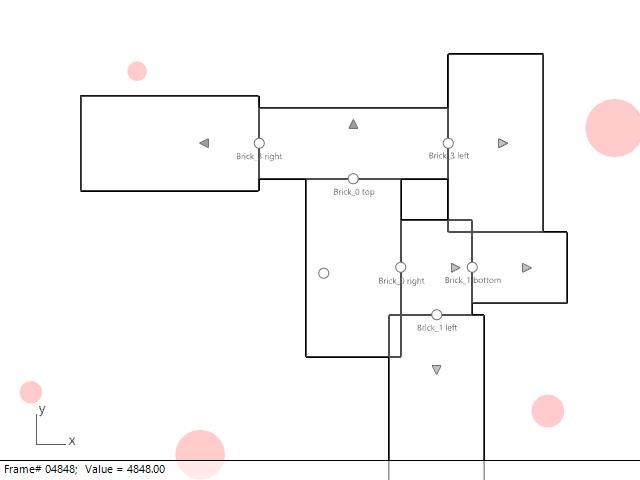 Brick_3 right
Brick_3 left
Brick_0 top
Brick_0 right
Brick_1 bottom
Brick_1 left
y
x
Frame# 04848; Value = 4848.00